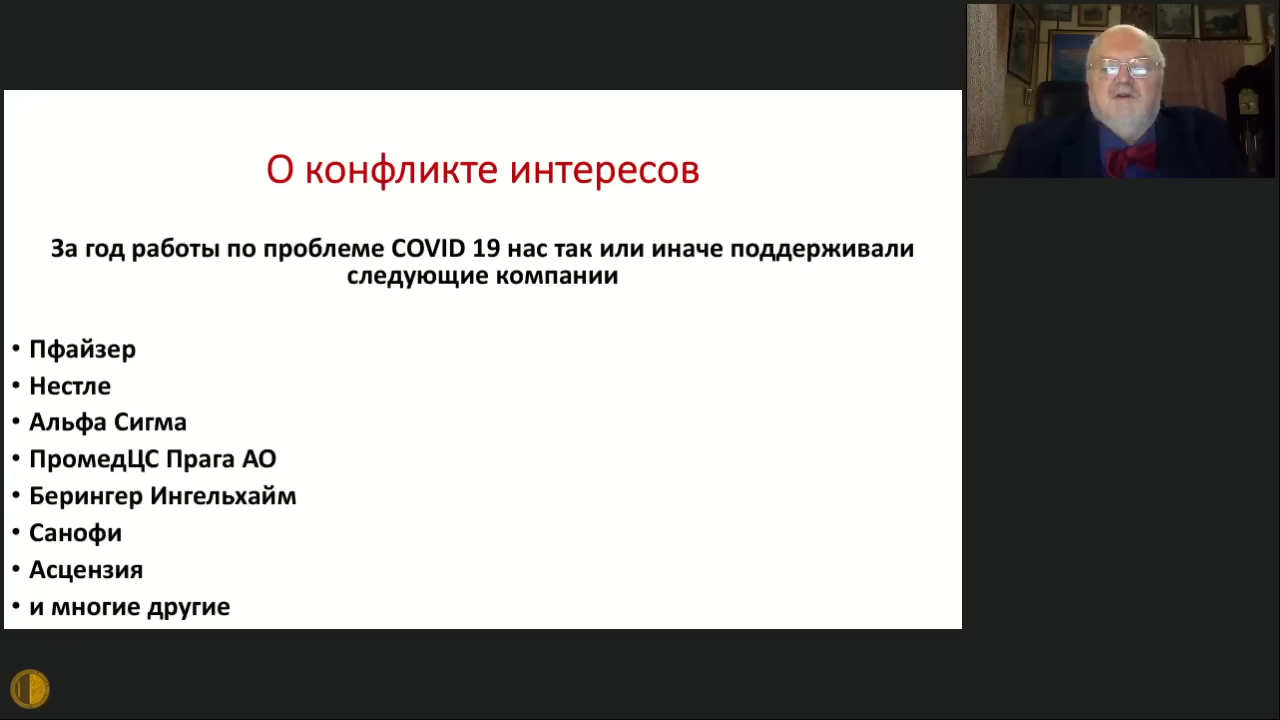 О конфликте интересов
За год работы по проблеме COVID 19 нас так или иначе поддерживали
следующие компании
• Пфайзер
• Нестле
• Альфа Сигма
• ПромедЦС Прага АО
• Берингер Ингельхайм
• Санофи
• Асцензия
• и многие другие